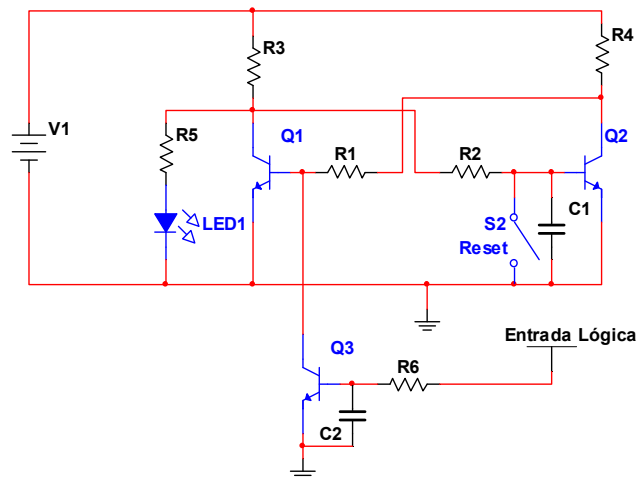 R4
R3
V1
R5
Q1
R1
R2
Q2
C1
LED1
S2
Reset
Entrada Lógica
Q3
R6
C2